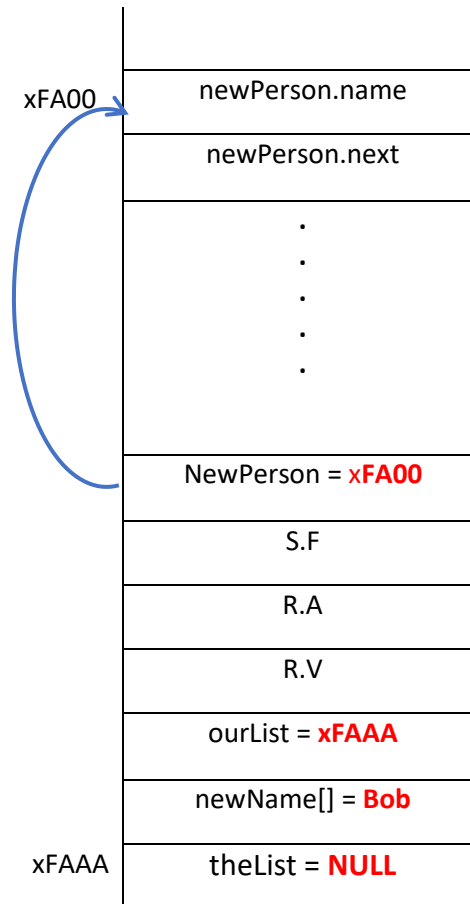 xFA00 newPerson.name
newPerson.next
.
.
.
.
.
NewPerson = xFA00
S.F
R.A
R.V
ourList = xFAAA
newName[] = Bob
xFAAA theList = NULL